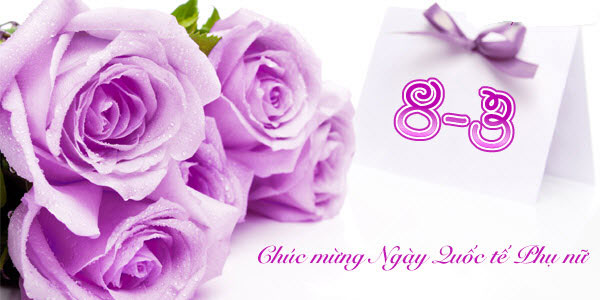 8-3
Chúc mừng Ngày Quốc tế Phụ nữ